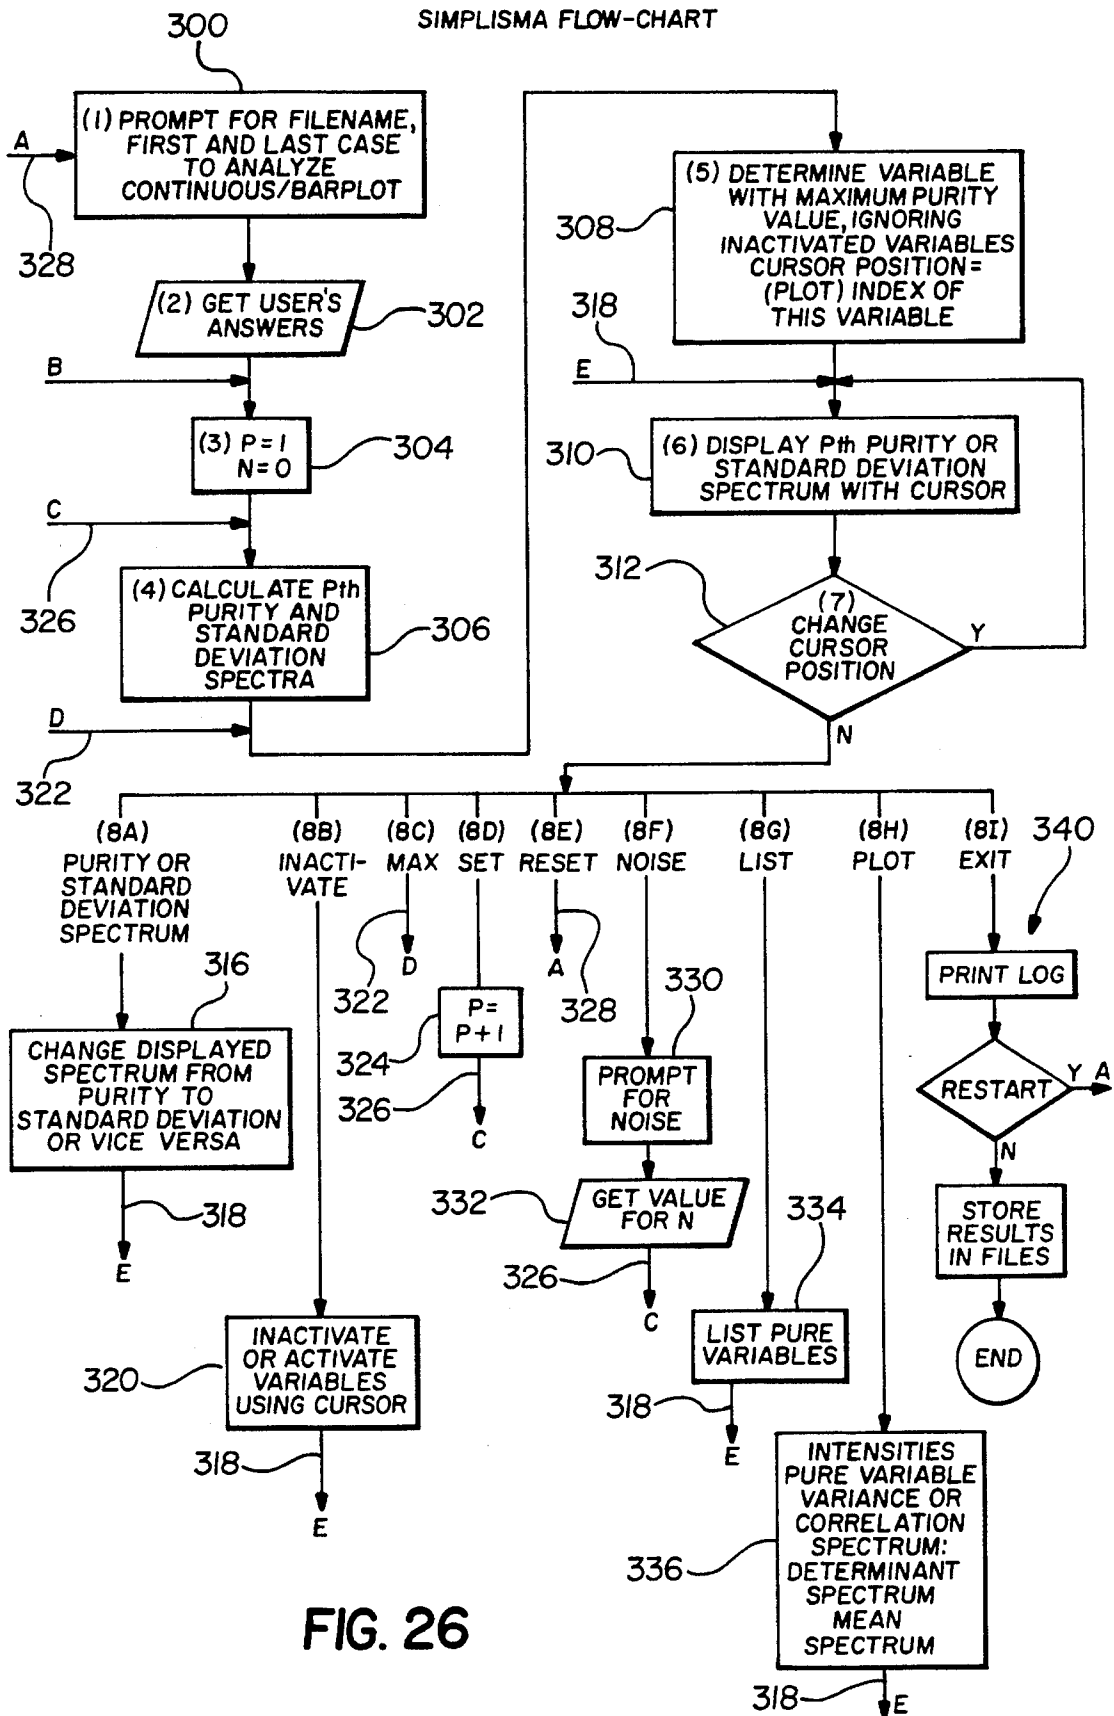 SIMPLISMA FLOW-CHART
300
(1) PROMPT FOR FILENAME,
FIRST AND LAST CASE
TO ANALYZE
CONTINUOUS/BARPLOT
A
328
(2) GET USER'S
ANSWERS
302
B
(3) P=1
N=0
304
C
326
(4) CALCULATE Pth
PURITY AND
STANDARD
DEVIATION
SPECTRA
306
D
322
(5) DETERMINE VARIABLE
WITH MAXIMUM PURITY
VALUE, IGNORING
INACTIVATED VARIABLES
CURSOR POSITION=
(PLOT) INDEX OF
THIS VARIABLE
308
318
E
310
(6) DISPLAY Pth PURITY OR
STANDARD DEVIATION
SPECTRUM WITH CURSOR
312
(7)
CHANGE
CURSOR
POSITION
Y
N
(8A)
PURITY OR
STANDARD
DEVIATION
SPECTRUM
316
CHANGE DISPLAYED
SPECTRUM FROM
PURITY TO
STANDARD DEVIATION
OR VICE VERSA
318
E
(8B)
INACTI-
VATE
320
INACTIVATE
OR ACTIVATE
VARIABLES
USING CURSOR
318
E
(8C)
MAX
322
D
(8D)
SET
324
P=
P+1
326
C
(8E)
RESET
A
328
(8F)
NOISE
330
PROMPT
FOR
NOISE
332
GET VALUE
FOR N
326
C
(8G)
LIST
334
LIST PURE
VARIABLES
318
E
(8H)
PLOT
336
INTENSITIES
PURE VARIABLE
VARIANCE OR
CORRELATION
SPECTRUM:
DETERMINANT
SPECTRUM
MEAN
SPECTRUM
318
E
(8I)
EXIT
340
PRINT LOG
RESTART
Y
A
N
STORE
RESULTS
IN FILES
END
FIG. 26